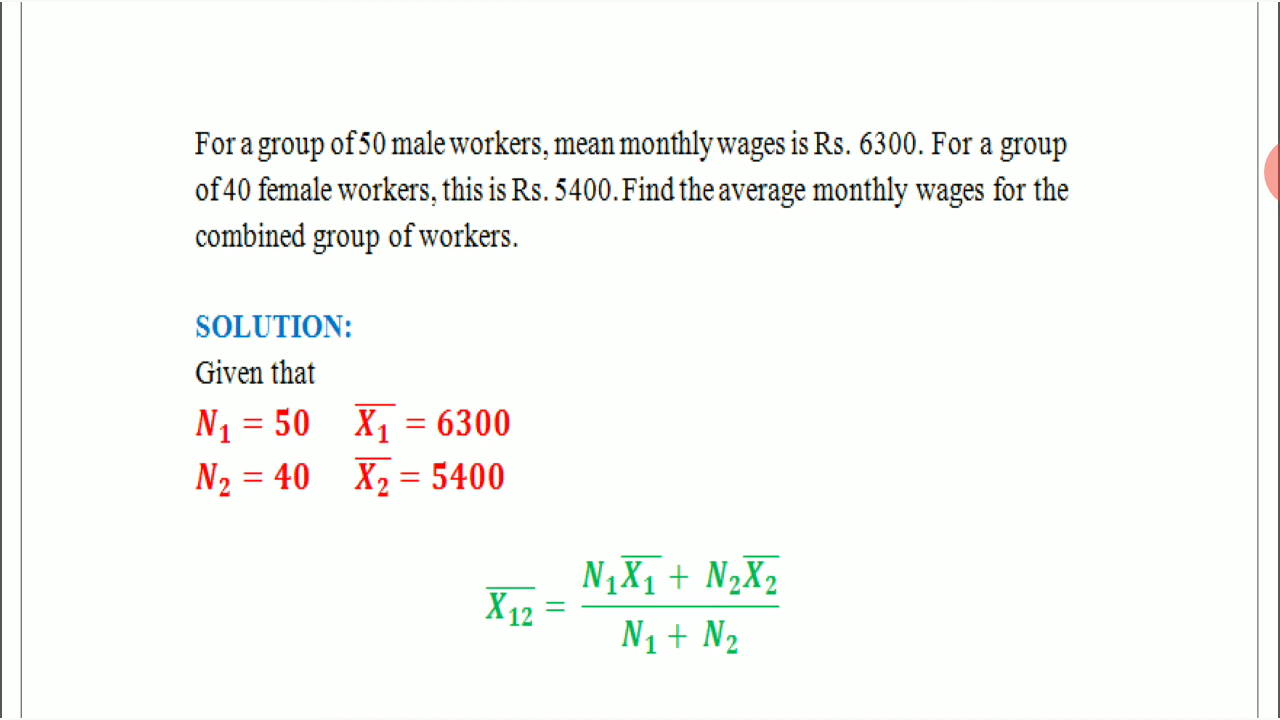 For a group of 50 male workers, mean monthly wages is Rs. 6300. For a group
of 40 female workers, this is Rs. 5400. Find the average monthly wages for the
combined group of workers.
SOLUTION:
Given that
N₁ = 50 X̅₁ = 6300
N₂ = 40 X̅₂ = 5400
X̅₁₂ = (N₁X̅₁ + N₂X̅₂) / (N₁ + N₂)